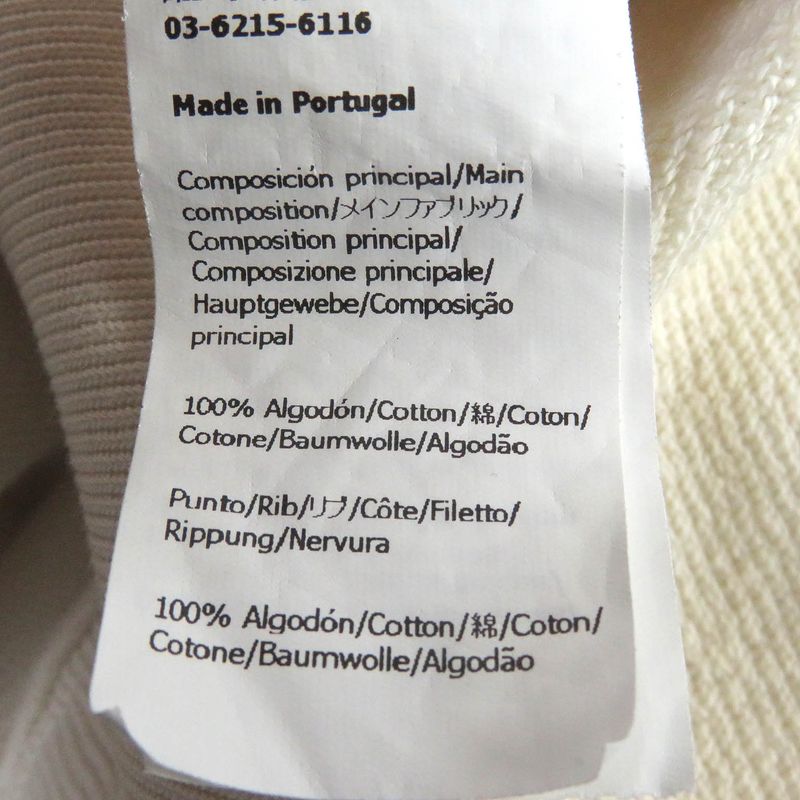 03-6215-6116
Made in Portugal
Composición principal/Main
composition/メインファブリック/
Composition principal/
Composizione principale/
Hauptgewebe/Composição
principal
100% Algodón/Cotton/綿/Coton/
Cotone/Baumwolle/Algodão
Punto/Rib/リブ/Côte/Filetto/
Rippung/Nervura
100% Algodón/Cotton/綿/Coton/
Cotone/Baumwolle/Algodão